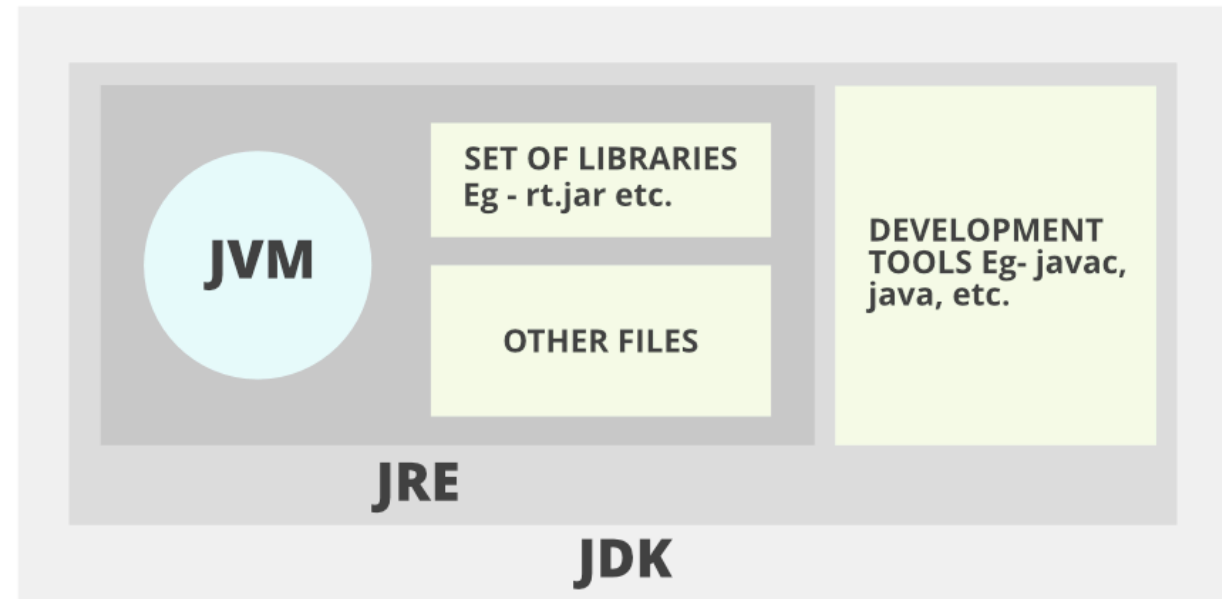 JVM
SET OF LIBRARIES
Eg - rt.jar etc.
OTHER FILES
DEVELOPMENT
TOOLS Eg- javac,
java, etc.
JRE
JDK